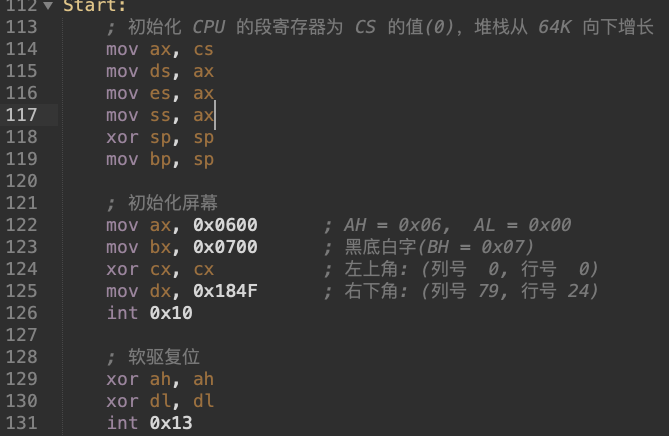 112 Start:
113 ; 初始化 CPU 的段寄存器为 CS 的值(0), 堆栈从 64K 向下增长
114 mov ax, cs
115 mov ds, ax
116 mov es, ax
117 mov ss, ax
118 xor sp, sp
119 mov bp, sp
120
121 ; 初始化屏幕
122 mov ax, 0x0600 ; AH = 0x06, AL = 0x00
123 mov bx, 0x0700 ; 黑底白字(BH = 0x07)
124 xor cx, cx ; 左上角: (列号 0, 行号 0)
125 mov dx, 0x184F ; 右下角: (列号 79, 行号 24)
126 int 0x10
127
128 ; 软驱复位
129 xor ah, ah
130 xor dl, dl
131 int 0x13